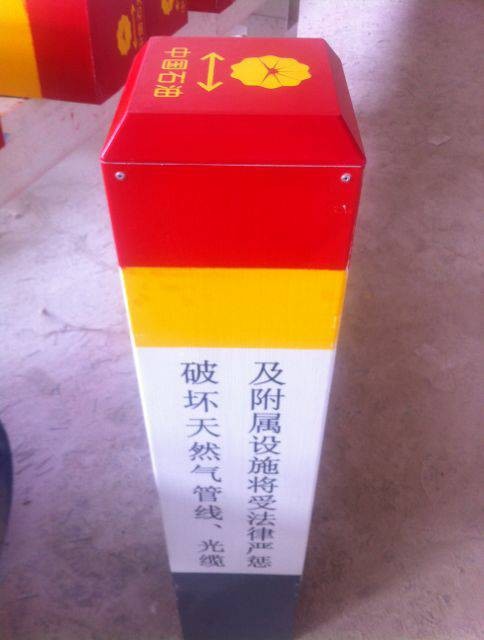 中国石油
破坏天然气管线、光缆
及附属设施将受法律严惩